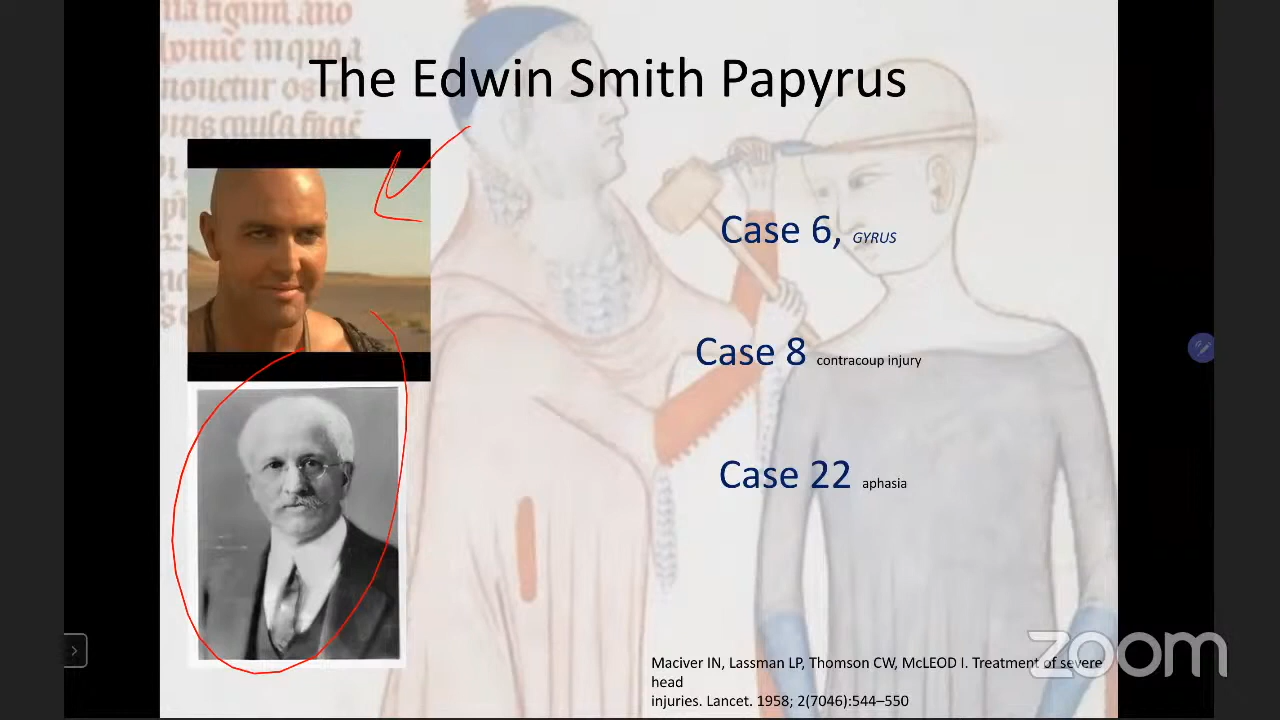 The Edwin Smith Papyrus
Case 6, GYRUS
Case 8 contracoup injury
Case 22 aphasia
Maciver IN, Lassman LP, Thomson CW, McLEOD I. Treatment of severe
head
injuries. Lancet. 1958; 2(7046):544–550
zoom